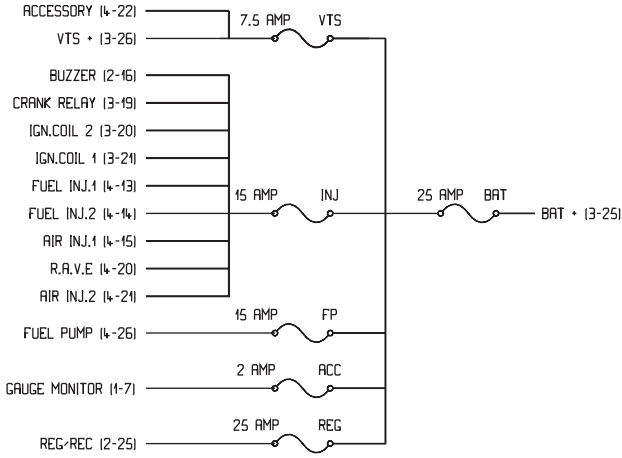 ACCESSORY (4-22)
7.5 AMP VTS
VTS + (3-26)
BUZZER (2-16)
CRANK RELAY (3-19)
IGN.COIL 2 (3-20)
IGN.COIL 1 (3-21)
FUEL INJ.1 (4-13)
15 AMP INJ 25 AMP BAT
FUEL INJ.2 (4-14) BAT + (3-25)
AIR INJ.1 (4-15)
R.A.V.E (4-20)
AIR INJ.2 (4-21)
15 AMP FP
FUEL PUMP (4-26)
2 AMP ACC
GAUGE MONITOR (1-7)
25 AMP REG
REG/REC (2-25)